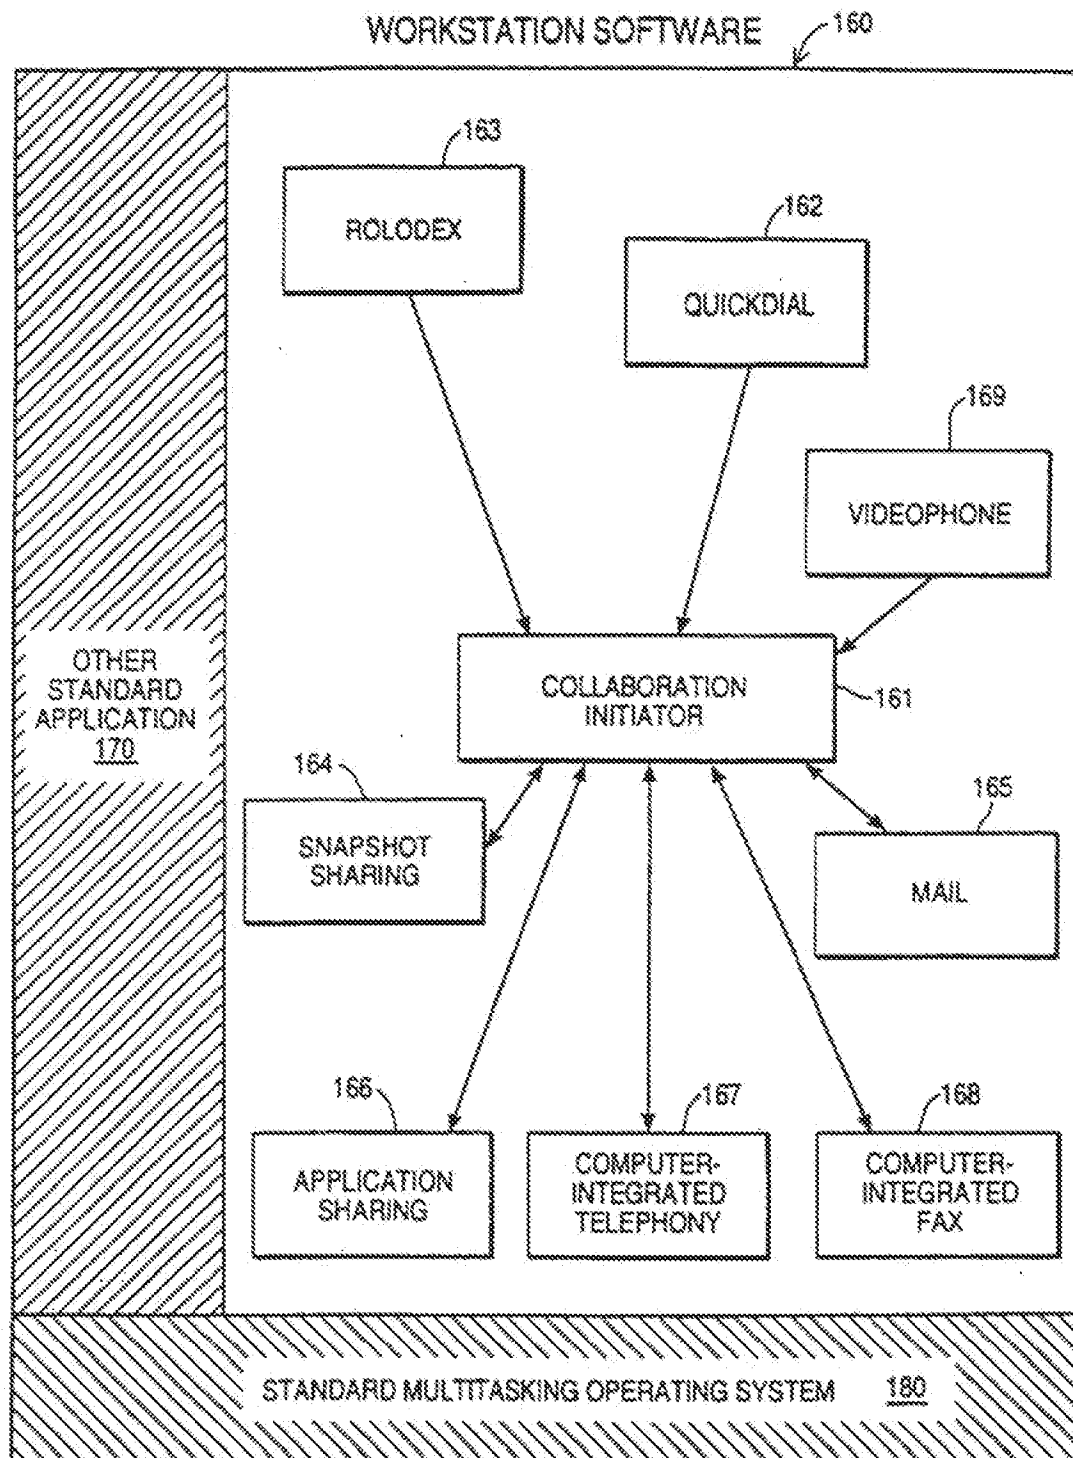 WORKSTATION SOFTWARE
160
163
ROLODEX
162
QUICKDIAL
169
VIDEOPHONE
COLLABORATION
INITIATOR
161
OTHER
STANDARD
APPLICATION
170
164
SNAPSHOT
SHARING
165
MAIL
166
APPLICATION
SHARING
167
COMPUTER-
INTEGRATED
TELEPHONY
168
COMPUTER-
INTEGRATED
FAX
STANDARD MULTITASKING OPERATING SYSTEM 180